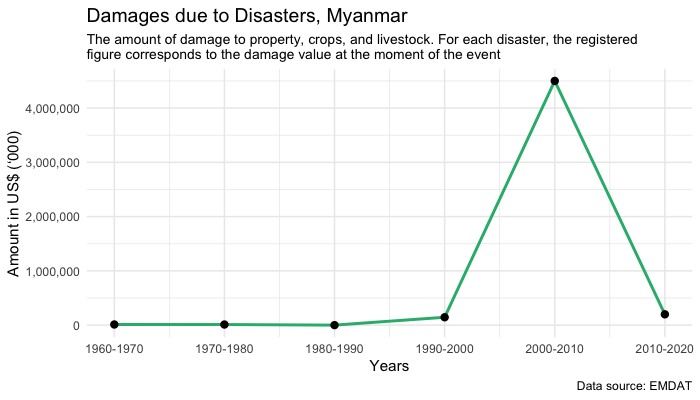 Damages due to Disasters, Myanmar
The amount of damage to property, crops, and livestock. For each disaster, the registered
figure corresponds to the damage value at the moment of the event
Amount in US$ ('000)
4,000,000
3,000,000
2,000,000
1,000,000
0
1960-1970 1970-1980 1980-1990 1990-2000 2000-2010 2010-2020
Years
Data source: EMDAT